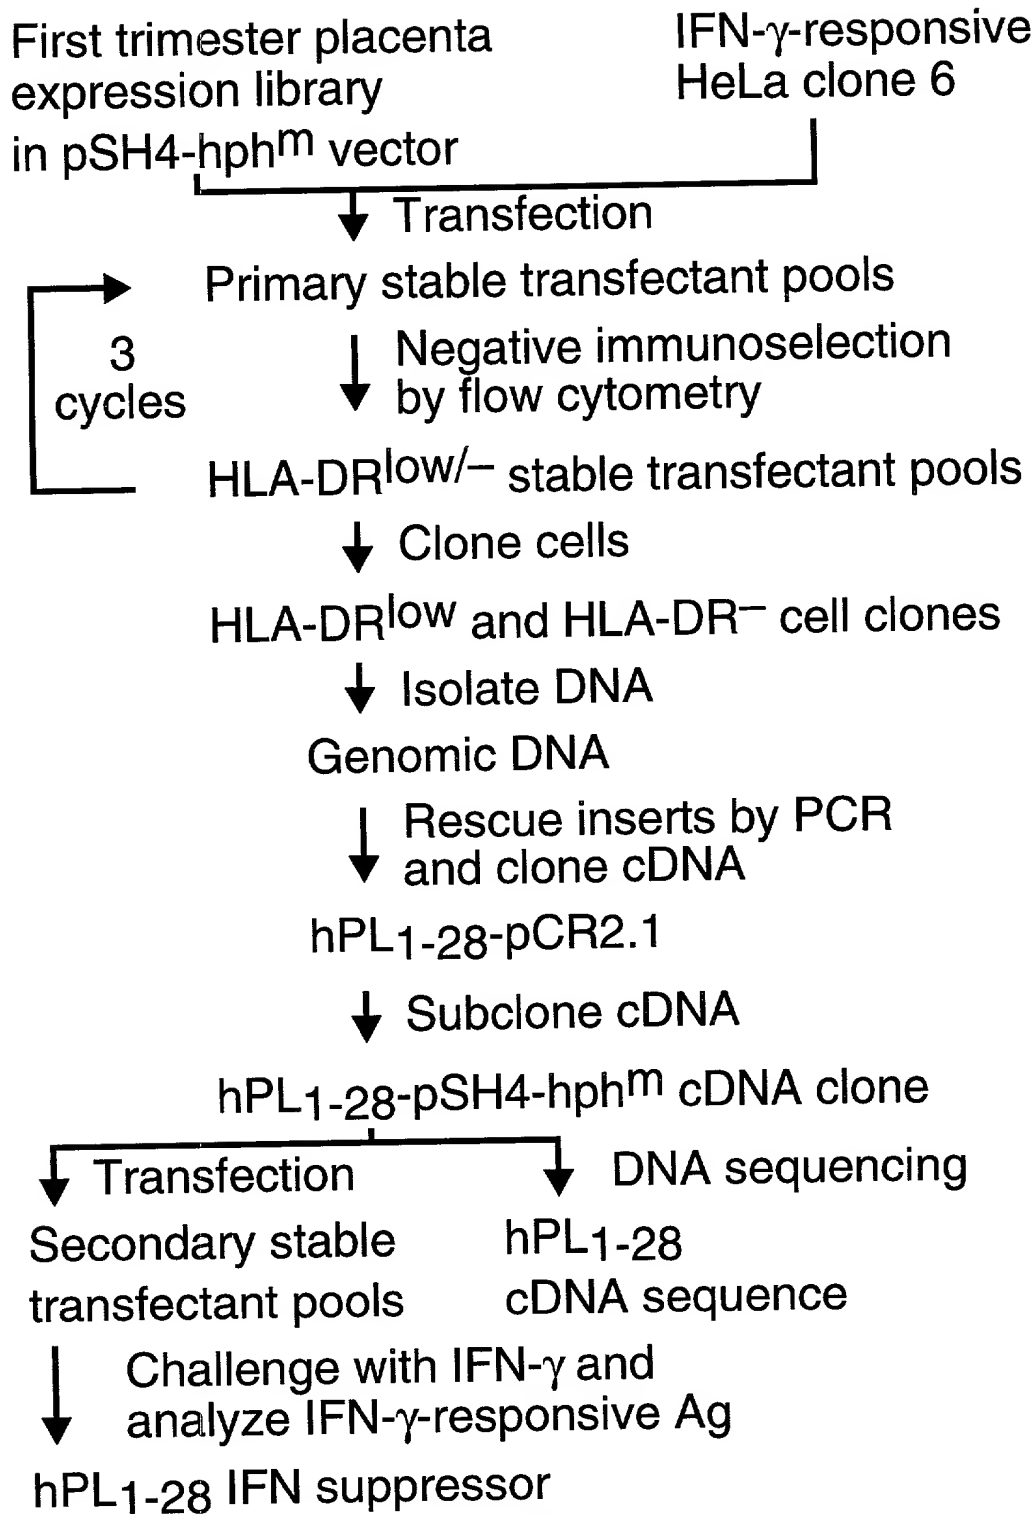 First trimester placenta
expression library
in pSH4-hphm vector
IFN-γ-responsive
HeLa clone 6
Transfection
Primary stable transfectant pools
3
cycles
Negative immunoselection
by flow cytometry
HLA-DRlow/– stable transfectant pools
Clone cells
HLA-DRlow and HLA-DR– cell clones
Isolate DNA
Genomic DNA
Rescue inserts by PCR
and clone cDNA
hPL1-28-pCR2.1
Subclone cDNA
hPL1-28-pSH4-hphm cDNA clone
Transfection
DNA sequencing
Secondary stable
transfectant pools
hPL1-28
cDNA sequence
Challenge with IFN-γ and
analyze IFN-γ-responsive Ag
hPL1-28 IFN suppressor